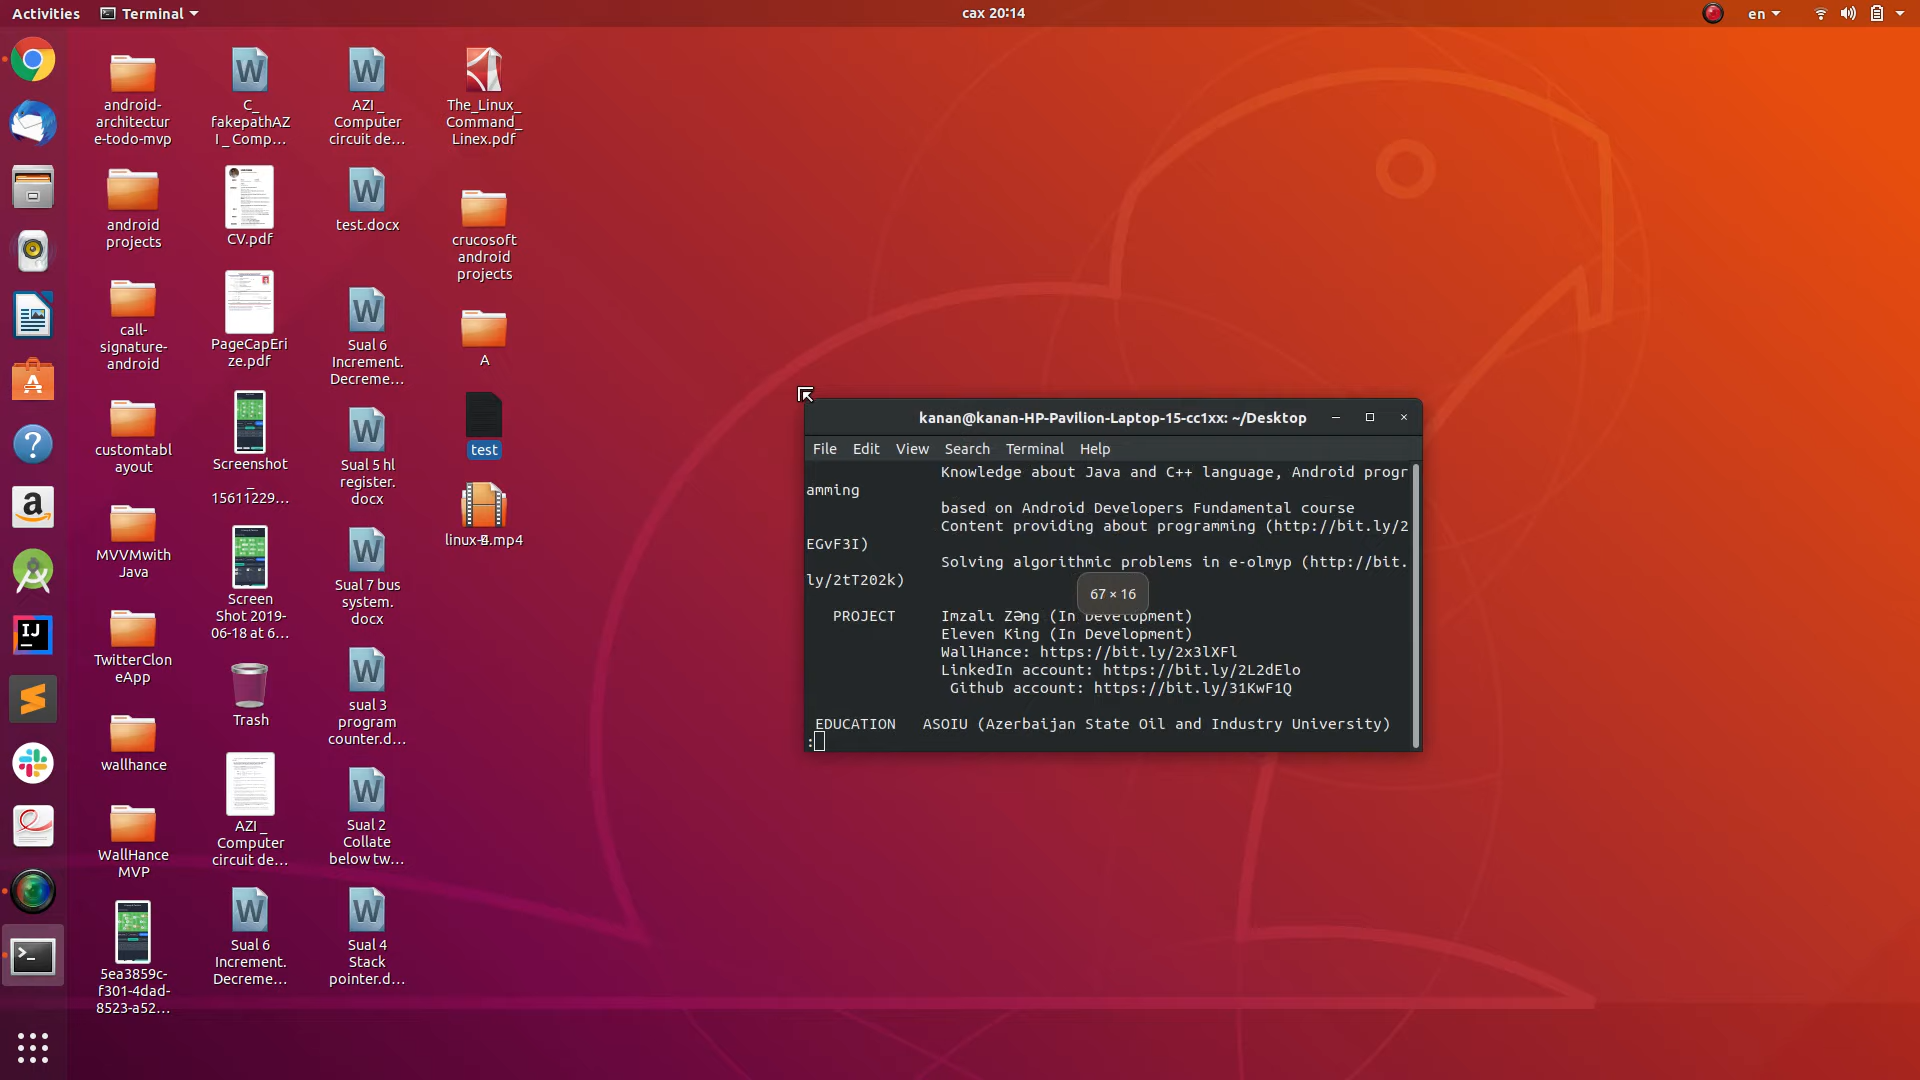 Activities
Terminal
сах 20:14
en
android-
architectur
e-todo-mvp
android
projects
call-
signature-
android
customtabl
ayout
MVVMwith
Java
TwitterClon
eApp
wallhance
WallHance
MVP
5ea3859c-
f301-4dad-
8523-a52...
C_
fakepathAZ
I _ Comp...
CV.pdf
PageCapEri
ze.pdf
Screenshot
_
15611229...
Screen
Shot 2019-
06-18 at 6...
Trash
AZI _
Computer
circuit de...
Sual 6
Increment.
Decreme...
AZI _
Computer
circuit de...
test.docx
Sual 6
Increment.
Decreme...
Sual 5 hl
register.
docx
Sual 7 bus
system.
docx
sual 3
program
counter.d...
Sual 2
Collate
below tw...
Sual 4
Stack
pointer.d...
The_Linux_
Command_
Linex.pdf
crucosoft
android
projects
A
test
kanan@kanan-HP-Pavilion-Laptop-15-cc1xx: ~/Desktop
File Edit View Search Terminal Help
Knowledge about Java and C++ language, Android progr
amming
based on Android Developers Fundamental course
Content providing about programming (http://bit.ly/2
EGvF3I)
Solving algorithmic problems in e-olmyp (http://bit.
ly/2tT202k)
67 × 16
PROJECT Imzalı Zəng (In Development)
Eleven King (In Development)
WallHance: https://bit.ly/2x3lXFl
LinkedIn account: https://bit.ly/2L2dElo
Github account: https://bit.ly/31KwF1Q
EDUCATION ASOIU (Azerbaijan State Oil and Industry University)
: